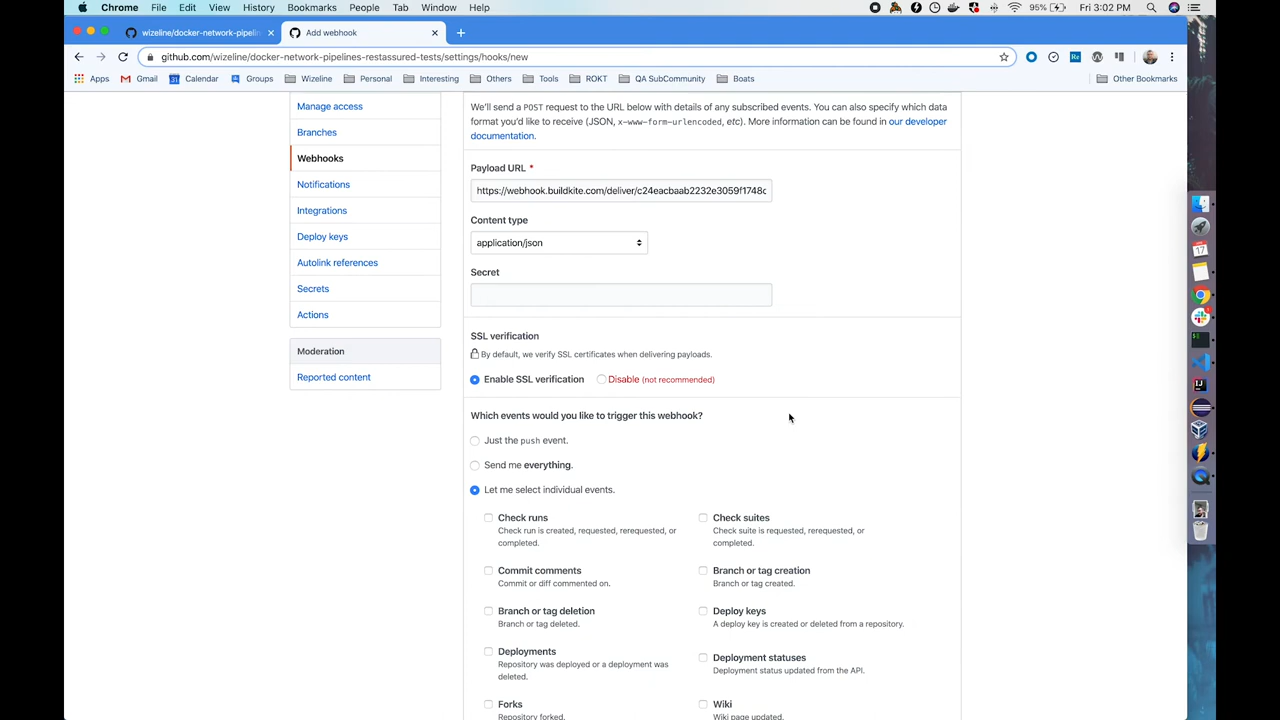 Chrome File Edit View History Bookmarks People Tab Window Help 95% Fri 3:02 PM
wizeline/docker-network-pipelin × Add webhook × +
github.com/wizeline/docker-network-pipelines-restassured-tests/settings/hooks/new
Apps Gmail Calendar Groups Wizeline Personal Interesting Others Tools ROKT QA SubCommunity Boats Other Bookmarks
Manage access
Branches
Webhooks
Notifications
Integrations
Deploy keys
Autolink references
Secrets
Actions
Moderation
Reported content
We'll send a POST request to the URL below with details of any subscribed events. You can also specify which data
format you'd like to receive (JSON, x-www-form-urlencoded, etc). More information can be found in our developer
documentation.
Payload URL *
https://webhook.buildkite.com/deliver/c24eacbaab2232e3059f1748c
Content type
application/json
Secret
SSL verification
By default, we verify SSL certificates when delivering payloads.
Enable SSL verification Disable (not recommended)
Which events would you like to trigger this webhook?
Just the push event.
Send me everything.
Let me select individual events.
Check runs
Check run is created, requested, rerequested, or
completed.
Check suites
Check suite is requested, rerequested, or
completed.
Commit comments
Commit or diff commented on.
Branch or tag creation
Branch or tag created.
Branch or tag deletion
Branch or tag deleted.
Deploy keys
A deploy key is created or deleted from a repository.
Deployments
Repository was deployed or a deployment was
deleted.
Deployment statuses
Deployment status updated from the API.
Forks
Repository forked.
Wiki
Wiki page updated.